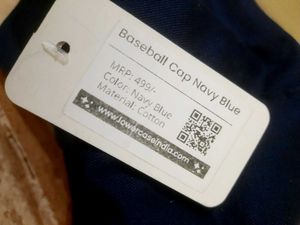 Baseball Cap Navy Blue
MRP: 499/-
Color: Navy Blue
Material: Cotton
www.lowercaseindia.com